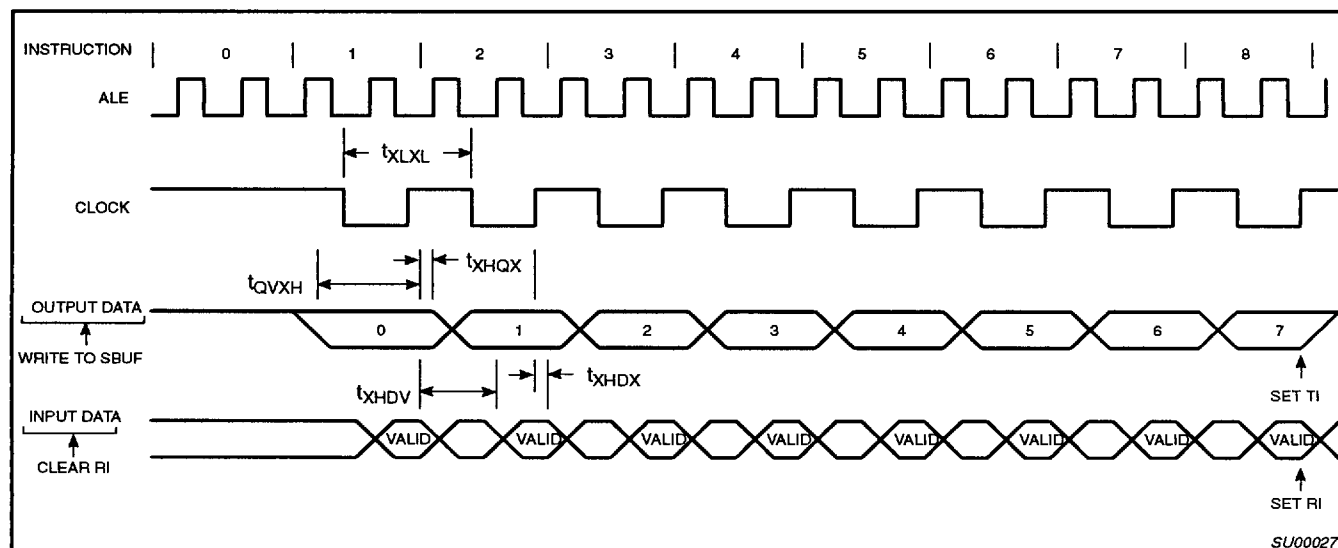 INSTRUCTION | 0 | 1 | 2 | 3 | 4 | 5 | 6 | 7 | 8 |
ALE
tXLXL
CLOCK
tQVXH
tXHQX
OUTPUT DATA
0 1 2 3 4 5 6 7
WRITE TO SBUF
tXHDV
tXHDX
SET TI
INPUT DATA
VALID VALID VALID VALID VALID VALID VALID VALID
CLEAR RI
SET RI
SU00027